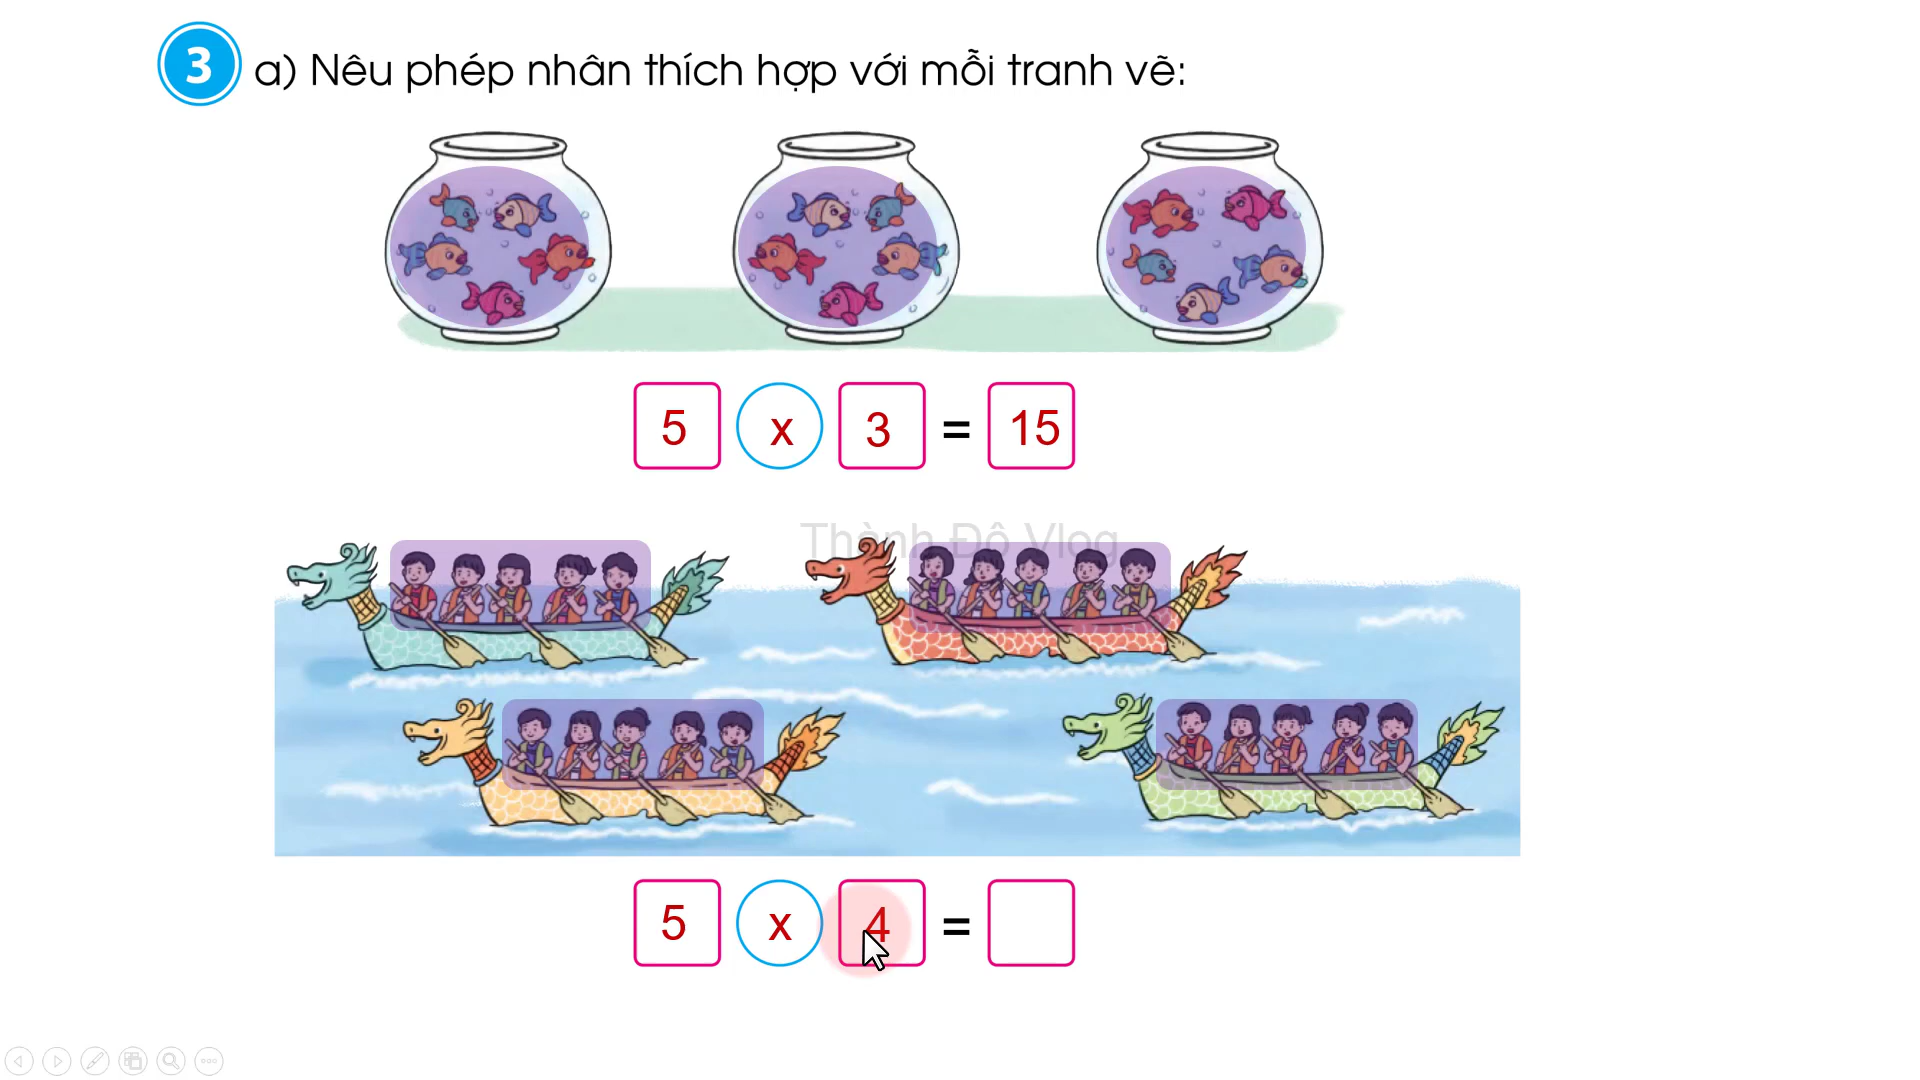 3 a) Nêu phép nhân thích hợp với mỗi tranh vẽ:
5 x 3 = 15
Thành Đô Vlog
5 x 4 =